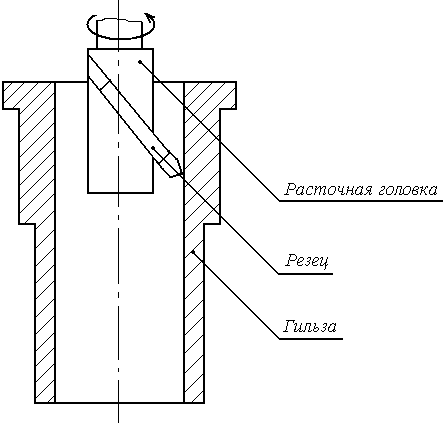 Расточная головка
Резец
Гильза